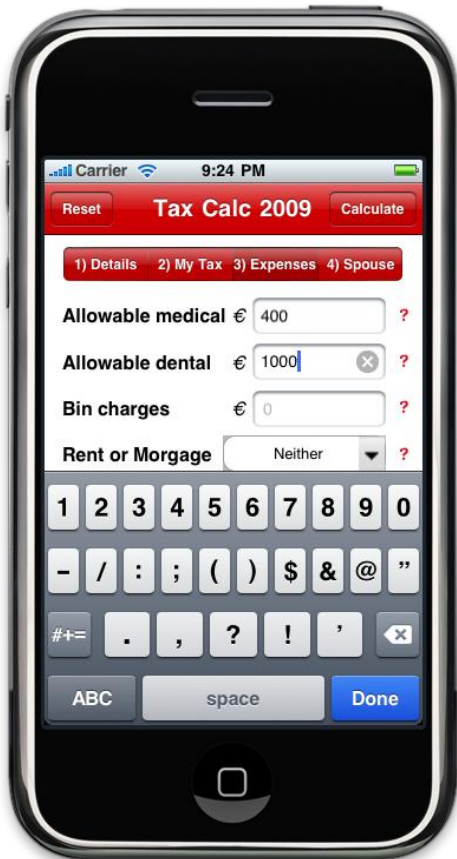 Carrier 9:24 PM
Reset Tax Calc 2009 Calculate
1) Details 2) My Tax 3) Expenses 4) Spouse
Allowable medical € 400 ?
Allowable dental € 1000 ?
Bin charges € 0 ?
Rent or Morgage Neither ?
1 2 3 4 5 6 7 8 9 0
- / : ; ( ) $ & @ "
#+= . , ? ! '
ABC space Done